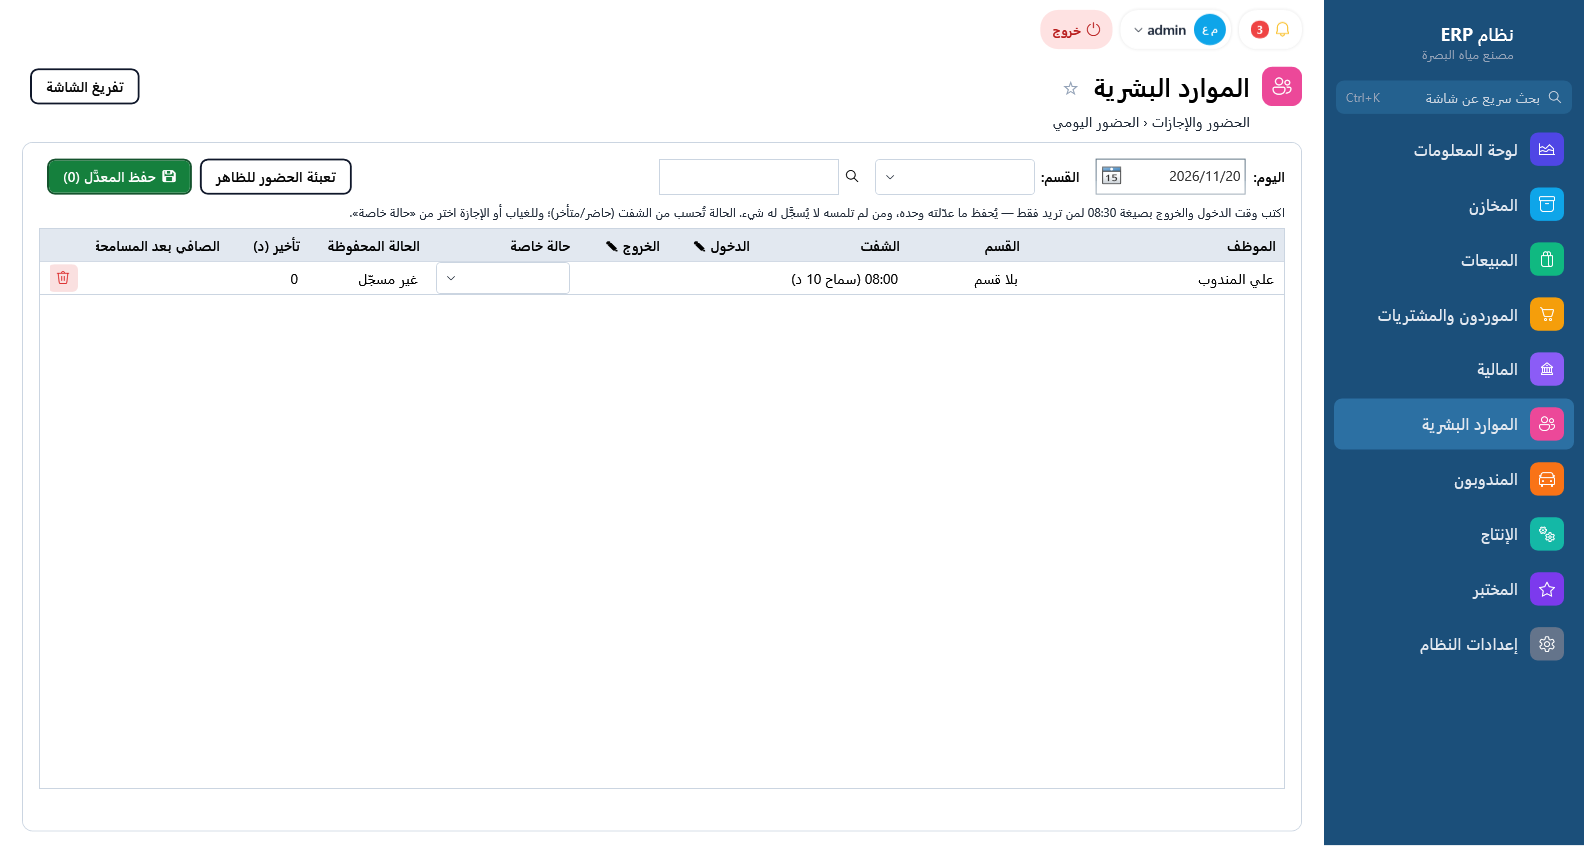 نظام ERP
مصنع مياه البصرة
بحث سريع عن شاشة Ctrl+K
لوحة المعلومات
المخازن
المبيعات
الموردون والمشتريات
المالية
الموارد البشرية
المندوبون
الإنتاج
المختبر
إعدادات النظام
3 م ع admin خروج
الموارد البشرية
تفريغ الشاشة
الحضور والإجازات › الحضور اليومي
اليوم: 2026/11/20 15 القسم: تعبئة الحضور للظاهر حفظ المعدَّل (0)
اكتب وقت الدخول والخروج بصيغة 08:30 لمن تريد فقط — يُحفظ ما عدّلته وحده، ومن لم تلمسه لا يُسجَّل له شيء. الحالة تُحسب من الشفت (حاضر/متأخر)؛ وللغياب أو الإجازة اختر من «حالة خاصة».
الموظف القسم الشفت الدخول الخروج حالة خاصة الحالة المحفوظة تأخير (د) الصافي بعد المسامحة
علي المندوب بلا قسم 08:00 (سماح 10 د) غير مسجّل 0